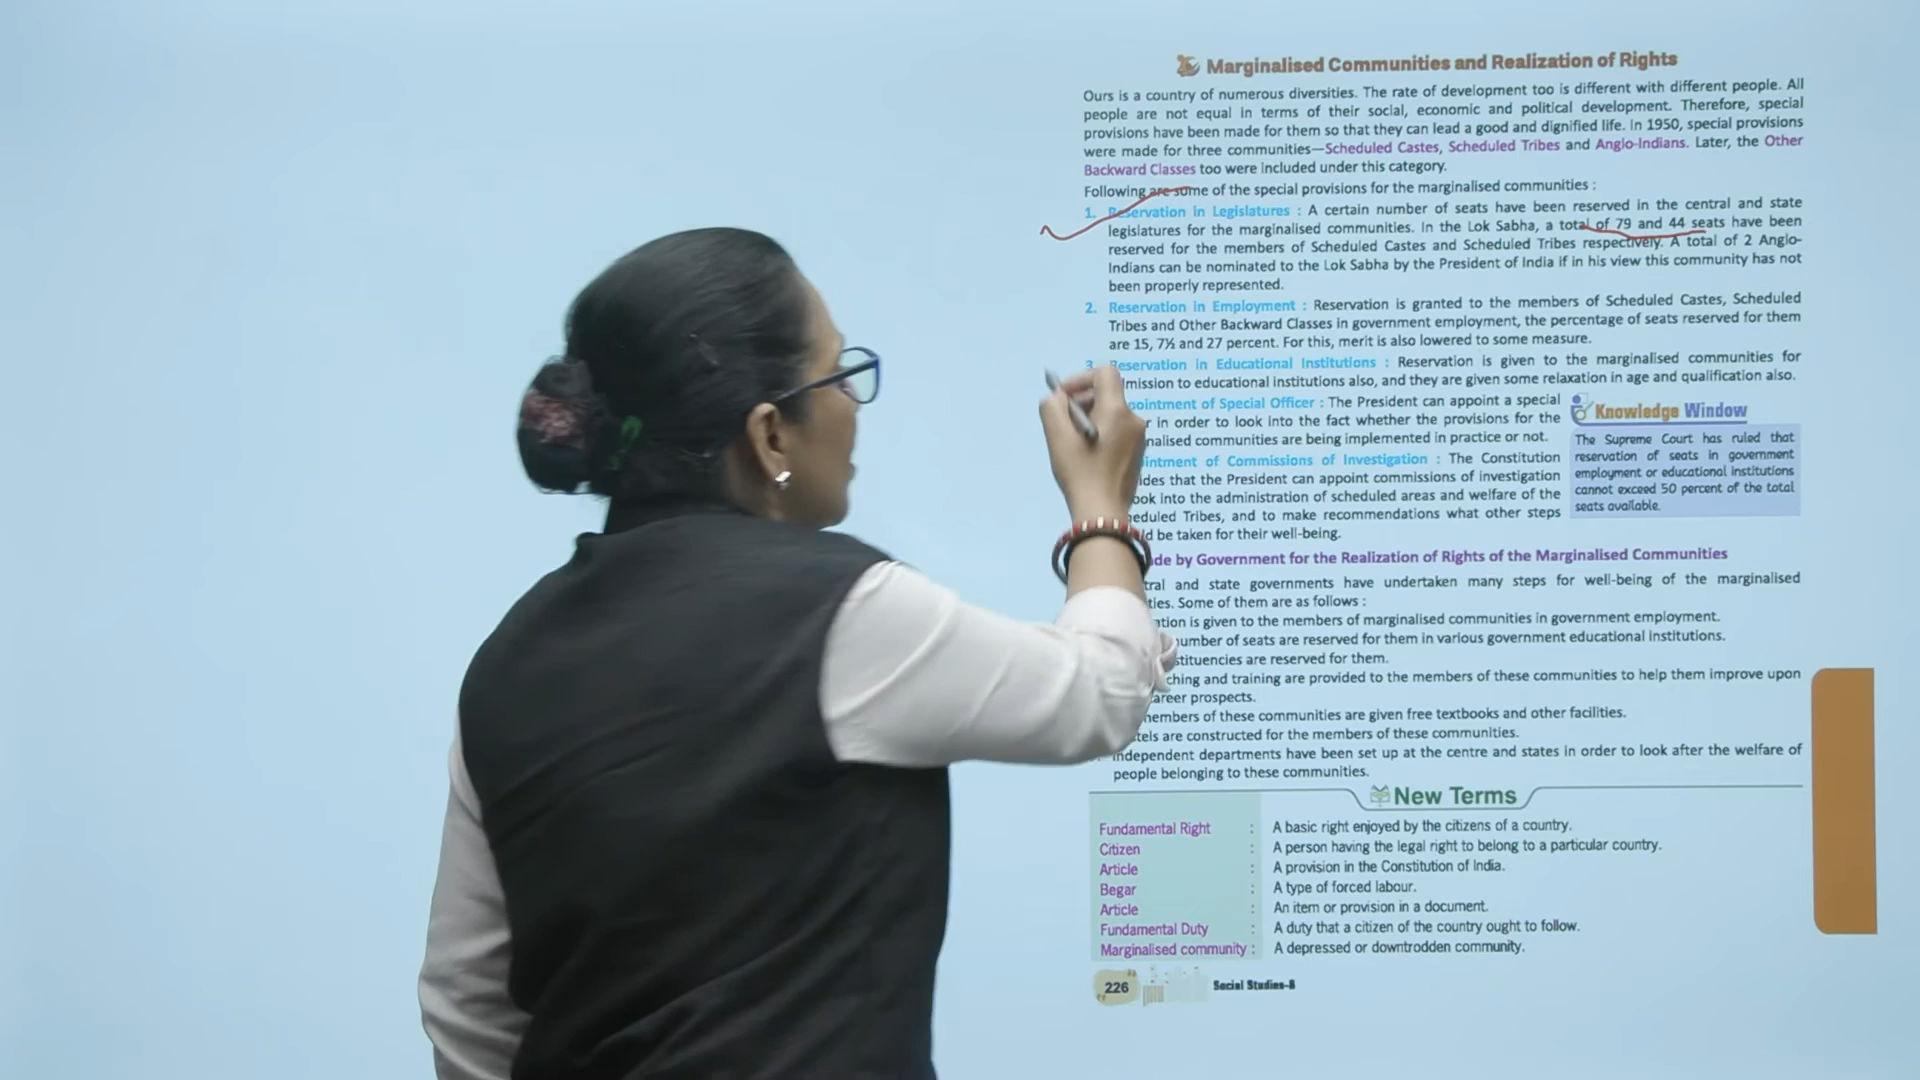 Marginalised Communities and Realization of Rights
Ours is a country of numerous diversities. The rate of development too is different with different people. All
people are not equal in terms of their social, economic and political development. Therefore, special
provisions have been made for them so that they can lead a good and dignified life. In 1950, special provisions
were made for three communities—Scheduled Castes, Scheduled Tribes and Anglo-Indians. Later, the Other
Backward Classes too were included under this category.
Following are some of the special provisions for the marginalised communities :
1. Reservation in Legislatures : A certain number of seats have been reserved in the central and state
legislatures for the marginalised communities. In the Lok Sabha, a total of 79 and 44 seats have been
reserved for the members of Scheduled Castes and Scheduled Tribes respectively. A total of 2 Anglo-
Indians can be nominated to the Lok Sabha by the President of India if in his view this community has not
been properly represented.
2. Reservation in Employment : Reservation is granted to the members of Scheduled Castes, Scheduled
Tribes and Other Backward Classes in government employment, the percentage of seats reserved for them
are 15, 7½ and 27 percent. For this, merit is also lowered to some measure.
3. Reservation in Educational Institutions : Reservation is given to the marginalised communities for
mission to educational institutions also, and they are given some relaxation in age and qualification also.
pointment of Special Officer : The President can appoint a special
r in order to look into the fact whether the provisions for the
nalised communities are being implemented in practice or not.
intment of Commissions of Investigation : The Constitution
ides that the President can appoint commissions of investigation
ook into the administration of scheduled areas and welfare of the
eduled Tribes, and to make recommendations what other steps
ld be taken for their well-being.
Knowledge Window
The Supreme Court has ruled that
reservation of seats in government
employment or educational institutions
cannot exceed 50 percent of the total
seats available.
de by Government for the Realization of Rights of the Marginalised Communities
tral and state governments have undertaken many steps for well-being of the marginalised
ties. Some of them are as follows :
ation is given to the members of marginalised communities in government employment.
number of seats are reserved for them in various government educational institutions.
stituencies are reserved for them.
ching and training are provided to the members of these communities to help them improve upon
areer prospects.
members of these communities are given free textbooks and other facilities.
tels are constructed for the members of these communities.
Independent departments have been set up at the centre and states in order to look after the welfare of
people belonging to these communities.
New Terms
Fundamental Right : A basic right enjoyed by the citizens of a country.
Citizen : A person having the legal right to belong to a particular country.
Article : A provision in the Constitution of India.
Begar : A type of forced labour.
Article : An item or provision in a document.
Fundamental Duty : A duty that a citizen of the country ought to follow.
Marginalised community : A depressed or downtrodden community.
226 Social Studies-8